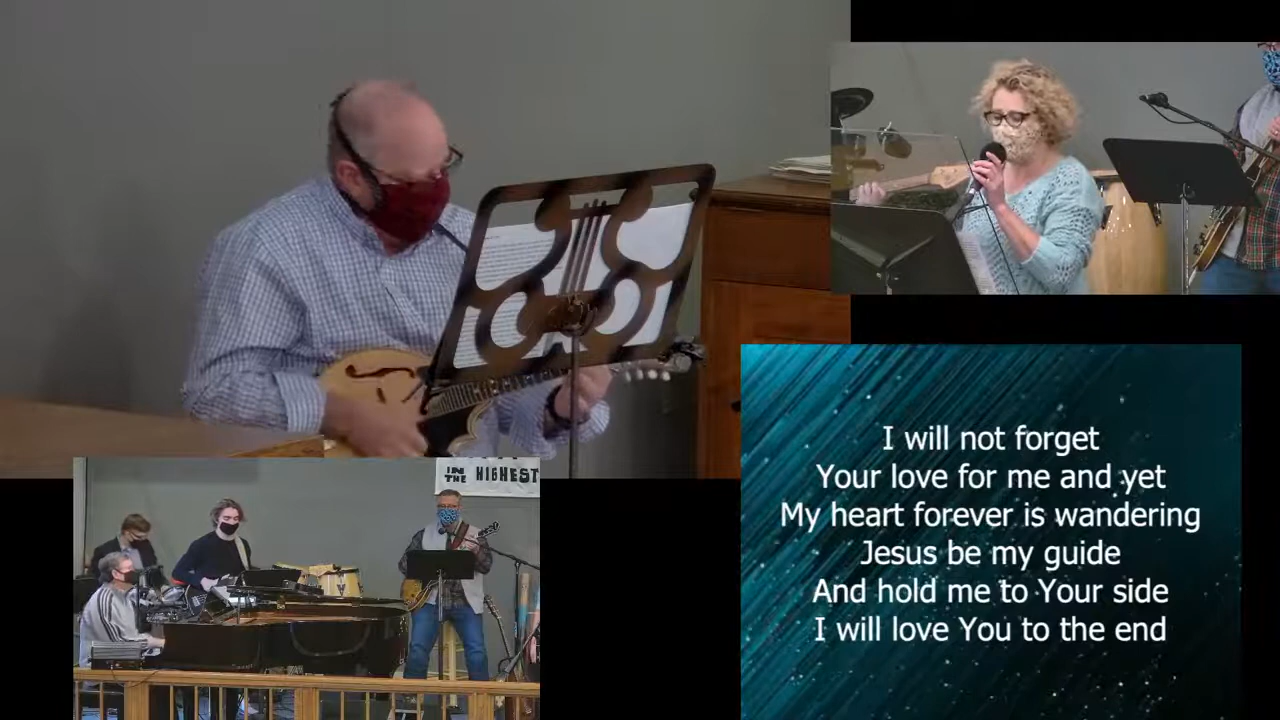 IN THE HIGHEST
I will not forget
Your love for me and yet
My heart forever is wandering
Jesus be my guide
And hold me to Your side
I will love You to the end